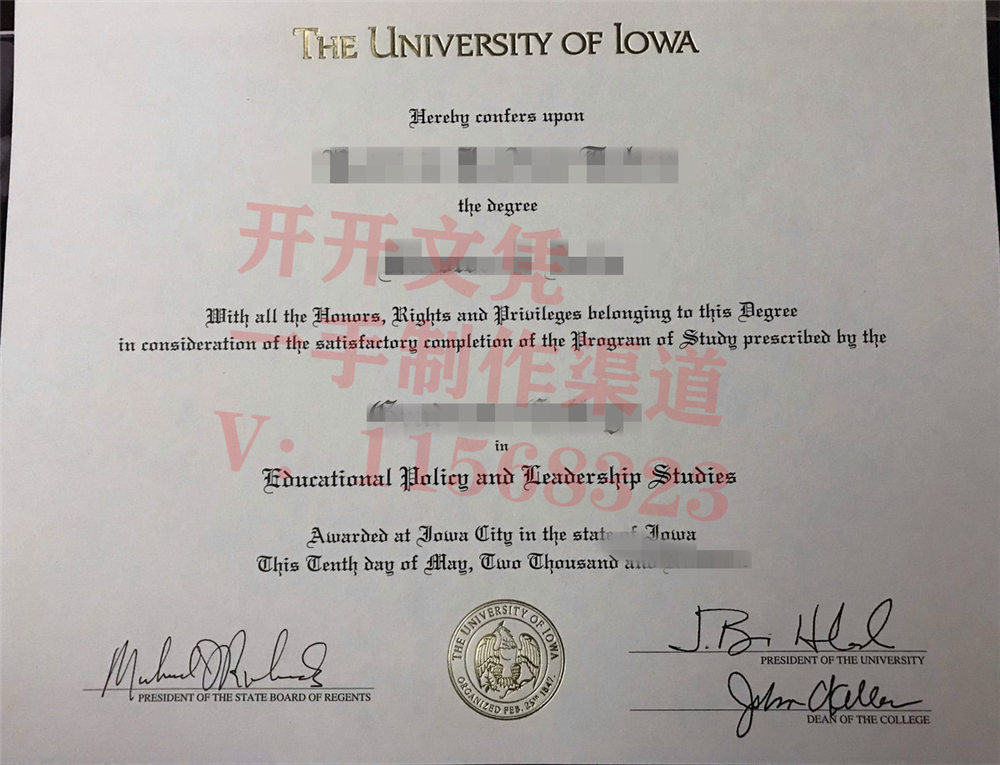 THE UNIVERSITY OF IOWA
Hereby confers upon
the degree
开开文凭
With all the Honors, Rights and Privileges belonging to this Degree
in consideration of the satisfactory completion of the Program of Study prescribed by the
一手制作渠道
in
V: 11568323
Educational Policy and Leadership Studies
Awarded at Iowa City in the state of Iowa
This Tenth day of May, Two Thousand and
THE UNIVERSITY OF IOWA
ORGANIZED FEB. 25TH 1847.
PRESIDENT OF THE STATE BOARD OF REGENTS
PRESIDENT OF THE UNIVERSITY
DEAN OF THE COLLEGE